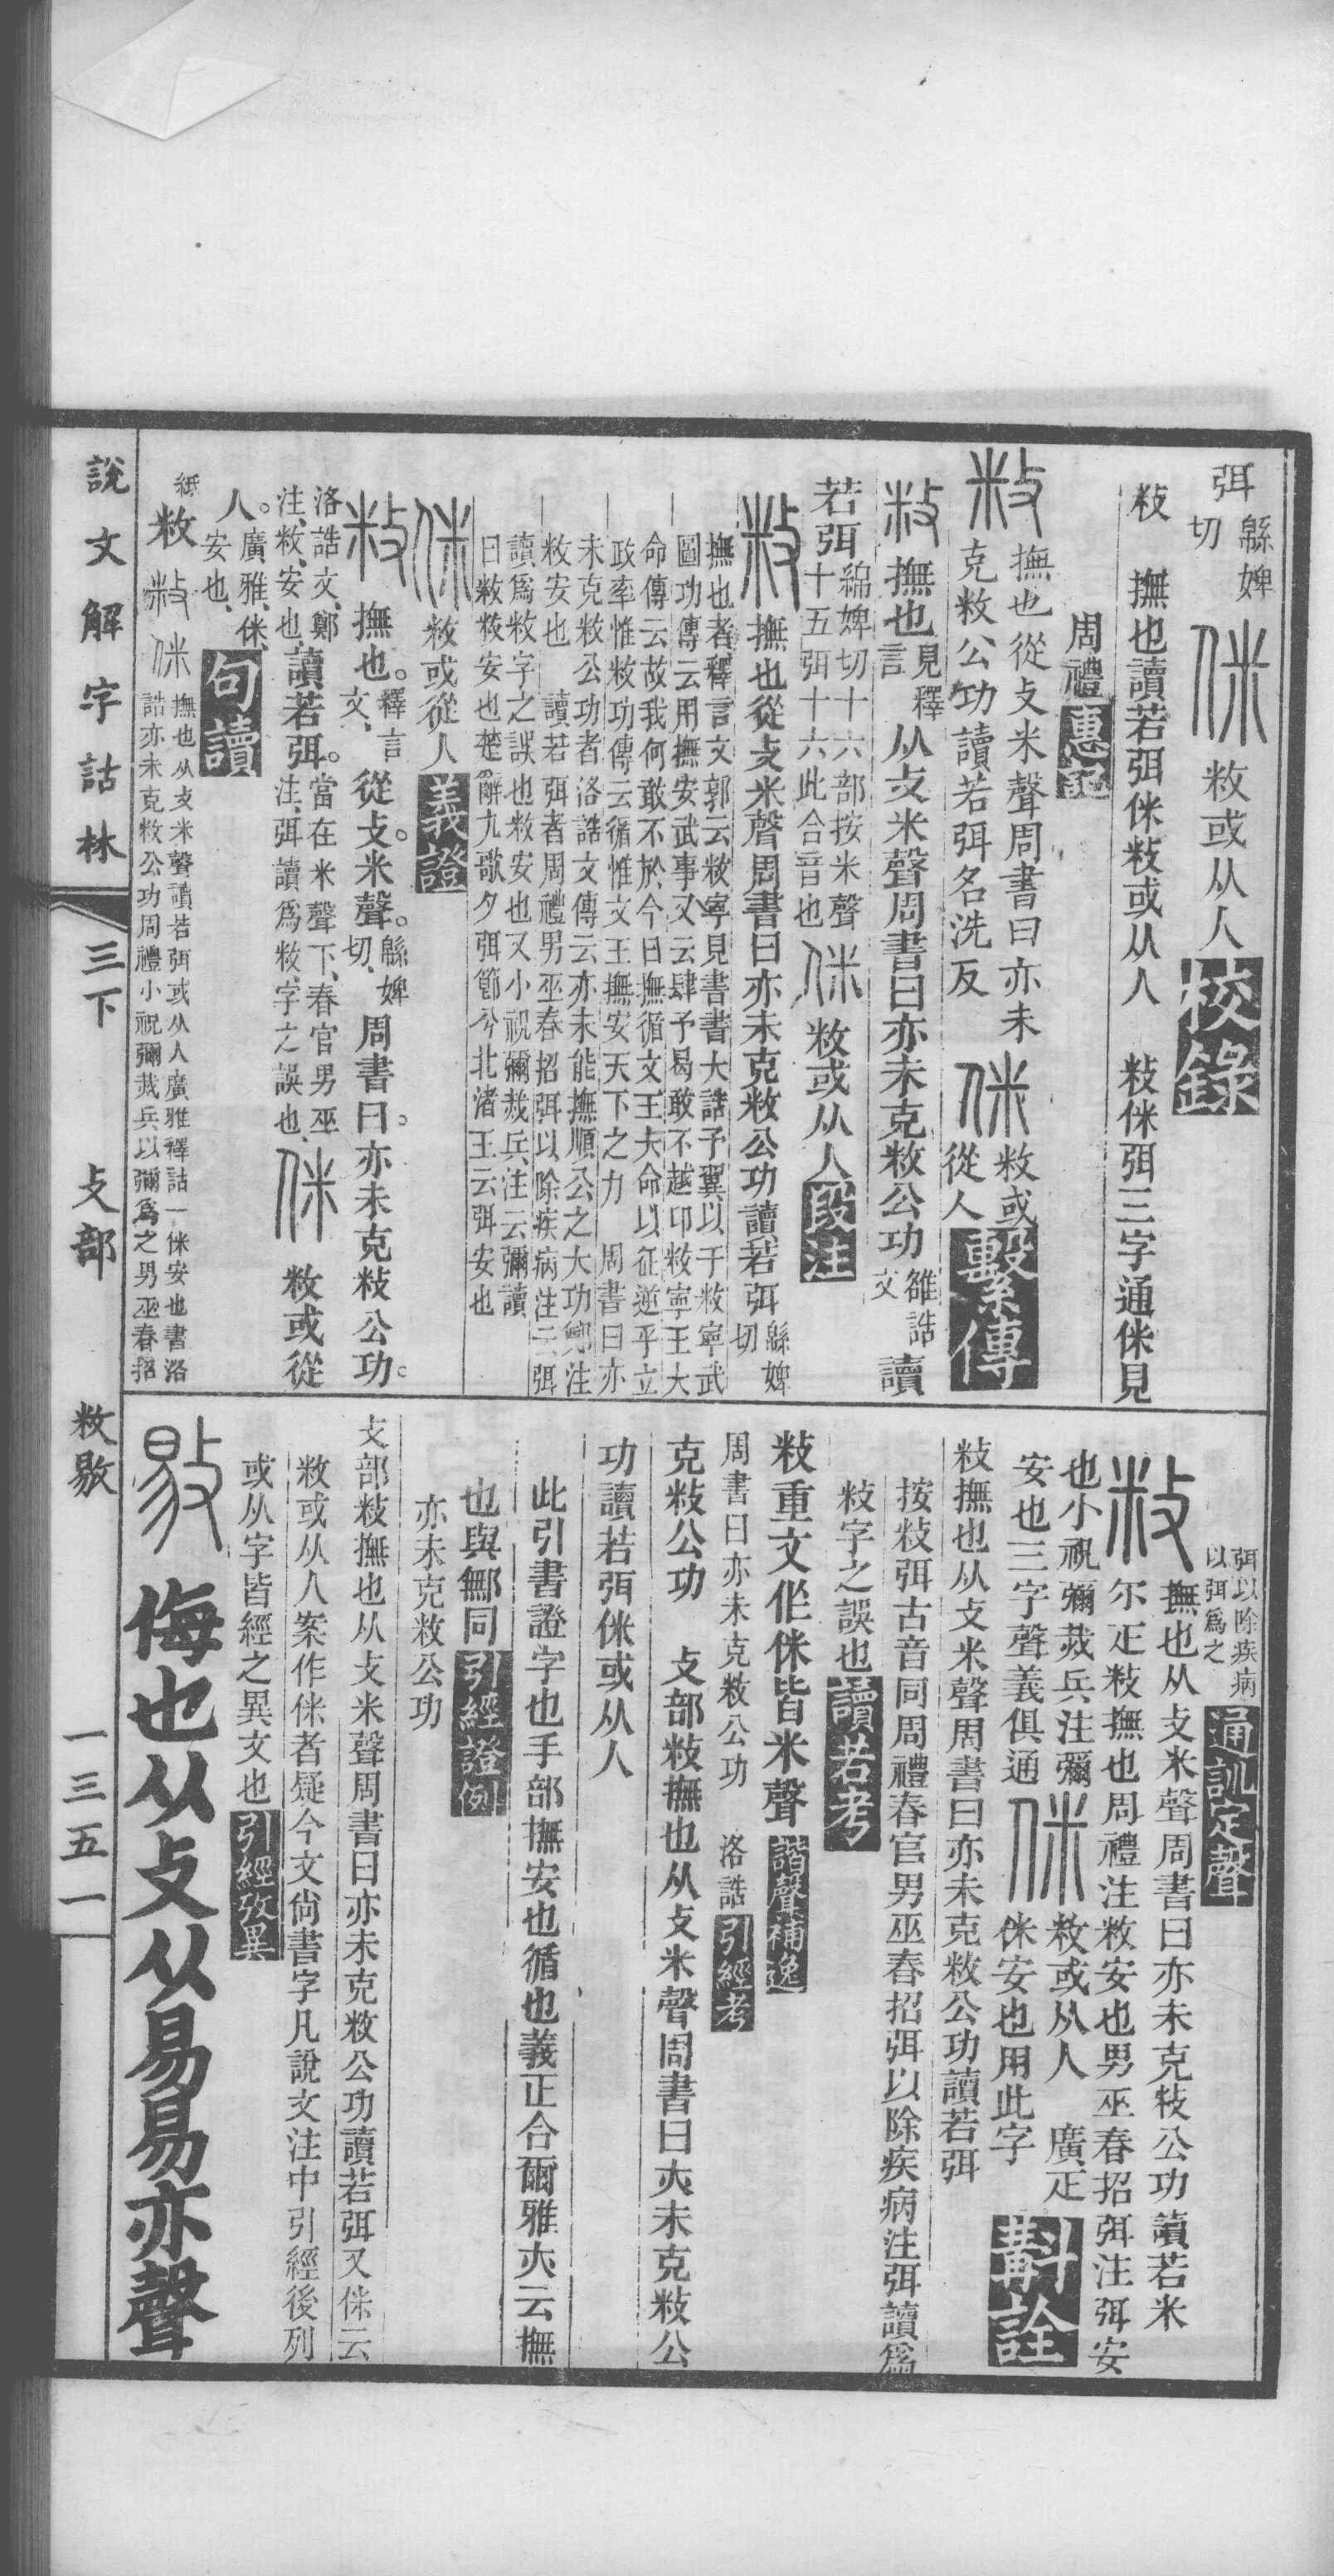 弭緜婢切侎敉或从人校錄
敉　撫也讀若弭侎敉或从人　敉侎弭三字通侎見
周禮惠
敉撫也從攴米聲周書曰亦未
克敉公功讀若弭名洗反侎敉或
從人繫傳
敉撫也見釋言从攴米聲周書曰亦未克敉公功雒誥文讀
若弭綿婢切十六部按米聲
十五弭十六此合音也侎敉或从人段注
敉撫也從攴米聲周書曰亦未克敉公功讀若弭緜婢切
撫也者釋言文郭云敉寧見書書大誥予翼以于敉寧武
圖功傳云用撫安武事又云肆予曷敢不越卬敉寧王大
命傳云故我何敢不於今日撫循文王大命以征逆乎立
政率惟敉功傳云循惟文王撫安天下之力　周書曰亦
未克敉公功者洛誥文傳云亦未能撫順公之大功鄭注
敉安也　讀若弭者周禮男巫春招弭以除疾病注云弭
讀爲敉字之誤也敉安也又小祝彌烖兵注云彌讀
曰敉敉安也楚辭九歌夕弭節兮北渚王云弭安也
侎敉或從人義證
敉撫也。釋言文、從攴。米聲。緜婢切、周書曰。亦未克敉公功。
洛誥文、鄭注、敉、安也、讀若弭。當在米聲下、春官男巫注、弭讀爲敉、字之誤也、侎敉或從
人。廣雅、侎、安也、句讀
敉敉侎撫也从攴米聲讀若弭或从人廣雅釋詁一侎安也書洛
誥亦未克敉公功周禮小祝彌烖兵以彌爲之男巫春招
弭以除疾病
以弭爲之通訓定聲
敉撫也从攴米聲周書曰亦未克敉公功讀若米
尒疋敉撫也周禮注敉安也男巫春招弭注弭安
也小祝彌烖兵注彌
安也三字聲義俱通侎敉或从人　廣疋
侎安也用此字斠詮
敉撫也从攴米聲周書曰亦未克敉公功讀若弭
按敉弭古音同周禮春官男巫春招弭以除疾病注弭讀爲
敉字之誤也讀若考
敉重文作侎皆米聲諧聲補逸
周書曰亦未克敉公功　洛誥引經考
克敉公功　攴部敉撫也从攴米聲周書曰亦未克敉公
功讀若弭侎或从人
此引書證字也手部撫安也循也義正合爾雅亦云撫
也與䱷同引經證例
亦未克敉公功
攴部敉撫也从攴米聲周書曰亦未克敉公功讀若弭又侎云
敉或从人案作侎者疑今文尙書字凡說文注中引經後列
或从字皆經之異文也引經攷異
敡侮也从攴从易易亦聲
說文解字詁林　三下　攴部　敉敡　一三五一